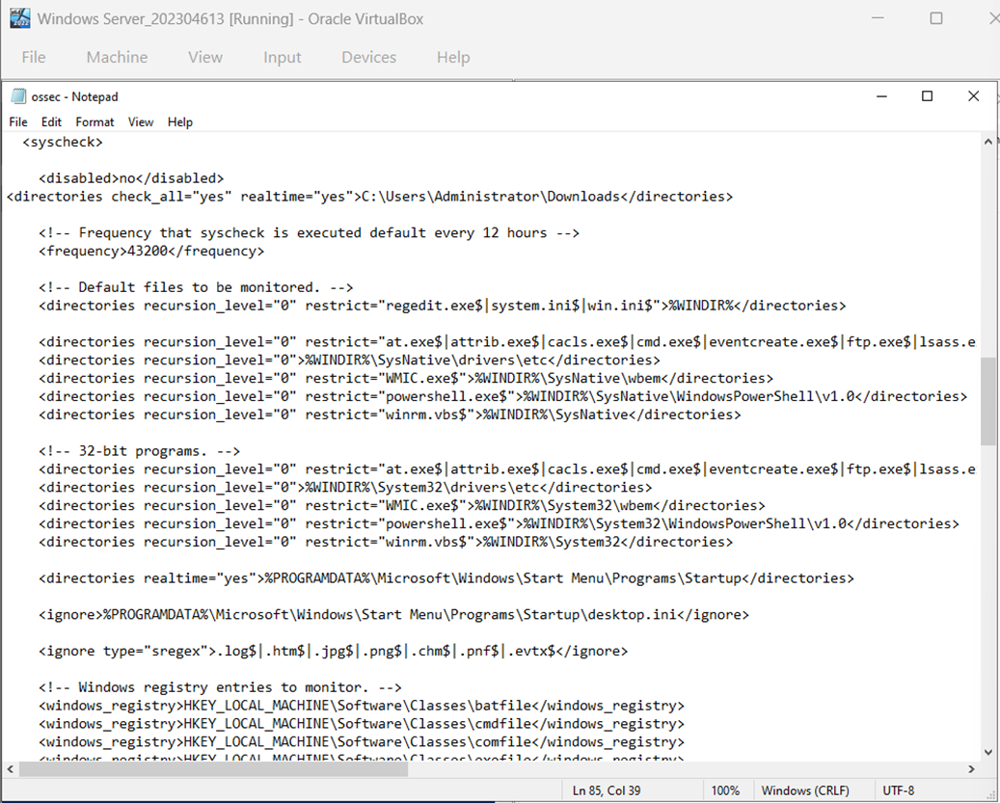 Windows Server_202304613 [Running] - Oracle VirtualBox
File Machine View Input Devices Help
ossec - Notepad
File Edit Format View Help
<syscheck>
<disabled>no</disabled>
<directories check_all="yes" realtime="yes">C:\Users\Administrator\Downloads</directories>
<!-- Frequency that syscheck is executed default every 12 hours -->
<frequency>43200</frequency>
<!-- Default files to be monitored. -->
<directories recursion_level="0" restrict="regedit.exe$|system.ini$|win.ini$">%WINDIR%</directories>
<directories recursion_level="0" restrict="at.exe$|attrib.exe$|cacls.exe$|cmd.exe$|eventcreate.exe$|ftp.exe$|lsass.e
<directories recursion_level="0">%WINDIR%\SysNative\drivers\etc</directories>
<directories recursion_level="0" restrict="WMIC.exe$">%WINDIR%\SysNative\wbem</directories>
<directories recursion_level="0" restrict="powershell.exe$">%WINDIR%\SysNative\WindowsPowerShell\v1.0</directories>
<directories recursion_level="0" restrict="winrm.vbs$">%WINDIR%\SysNative</directories>
<!-- 32-bit programs. -->
<directories recursion_level="0" restrict="at.exe$|attrib.exe$|cacls.exe$|cmd.exe$|eventcreate.exe$|ftp.exe$|lsass.e
<directories recursion_level="0">%WINDIR%\System32\drivers\etc</directories>
<directories recursion_level="0" restrict="WMIC.exe$">%WINDIR%\System32\wbem</directories>
<directories recursion_level="0" restrict="powershell.exe$">%WINDIR%\System32\WindowsPowerShell\v1.0</directories>
<directories recursion_level="0" restrict="winrm.vbs$">%WINDIR%\System32</directories>
<directories realtime="yes">%PROGRAMDATA%\Microsoft\Windows\Start Menu\Programs\Startup</directories>
<ignore>%PROGRAMDATA%\Microsoft\Windows\Start Menu\Programs\Startup\desktop.ini</ignore>
<ignore type="sregex">.log$|.htm$|.jpg$|.png$|.chm$|.pnf$|.evtx$</ignore>
<!-- Windows registry entries to monitor. -->
<windows_registry>HKEY_LOCAL_MACHINE\Software\Classes\batfile</windows_registry>
<windows_registry>HKEY_LOCAL_MACHINE\Software\Classes\cmdfile</windows_registry>
<windows_registry>HKEY_LOCAL_MACHINE\Software\Classes\comfile</windows_registry>
<windows_registry>HKEY_LOCAL_MACHINE\Software\Classes\exefile</windows_registry>
Ln 85, Col 39 100% Windows (CRLF) UTF-8